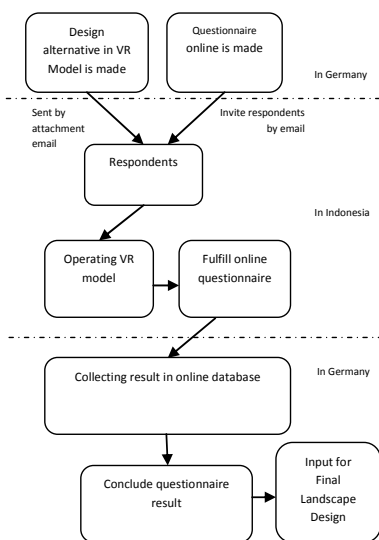 Design
alternative in VR
Model is made
Questionnaire
online is made
In Germany
Sent by
attachment
email
Invite respondents
by email
Respondents
In Indonesia
Operating VR
model
Fulfill online
questionnaire
In Germany
Collecting result in online database
Conclude questionnaire
result
Input for
Final
Landscape
Design